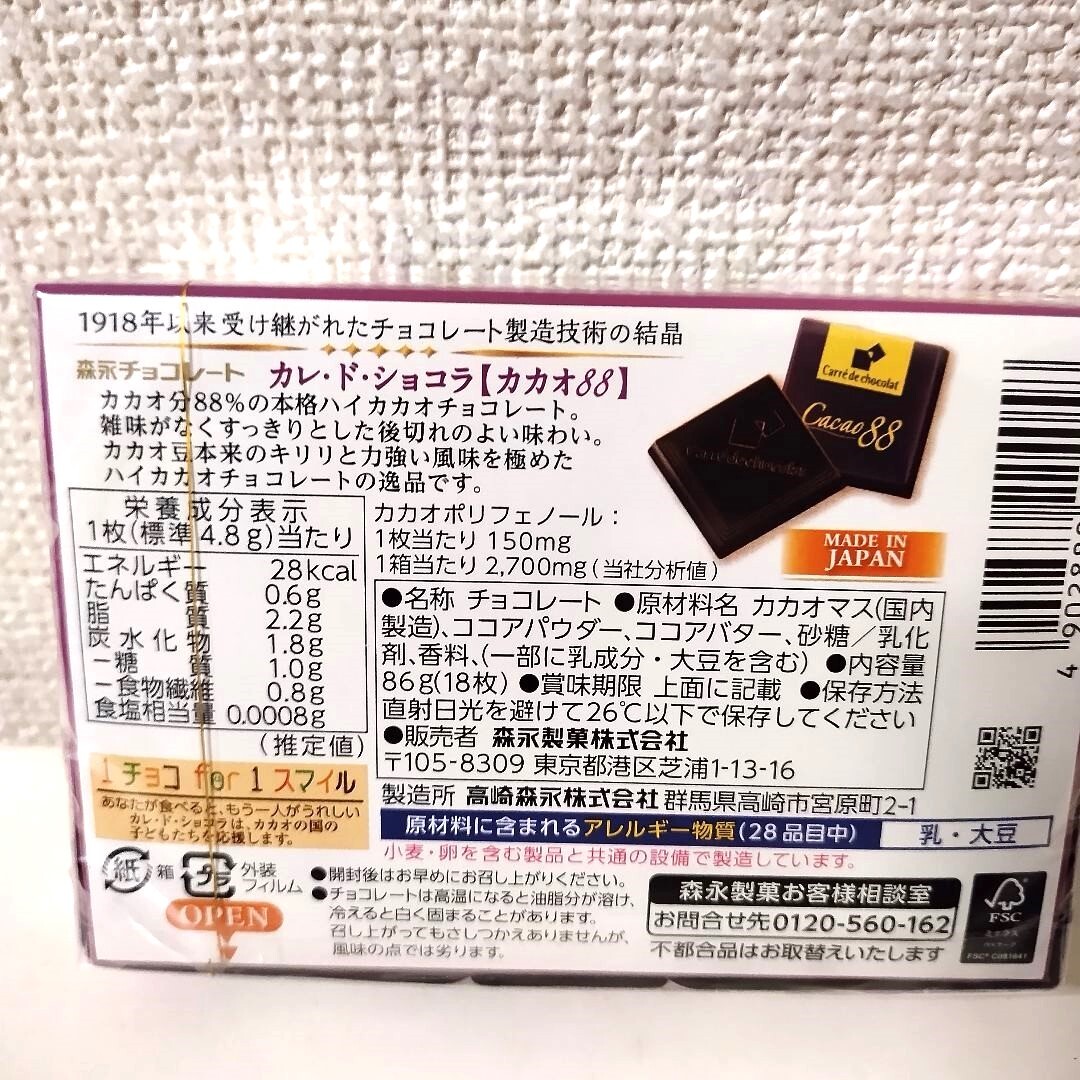 1918年以来受け継がれたチョコレート製造技術の結晶
森永チョコレート カレ・ド・ショコラ【カカオ88】
カカオ分88%の本格ハイカカオチョコレート。
雑味がなくすっきりとした後切れのよい味わい。
カカオ豆本来のキリリと力強い風味を極めた
ハイカカオチョコレートの逸品です。
Carré de chocolat
Cacao 88
Carré de chocolat
MADE IN
JAPAN
栄養成分表示
1枚(標準4.8g)当たり
エネルギー 28kcal
たんぱく質 0.6g
脂質 2.2g
炭水化物 1.8g
－糖質 1.0g
－食物繊維 0.8g
食塩相当量 0.0008g
(推定値)
カカオポリフェノール：
1枚当たり 150mg
1箱当たり 2,700mg(当社分析値)
●名称 チョコレート ●原材料名 カカオマス(国内
製造)、ココアパウダー、ココアバター、砂糖／乳化
剤、香料、(一部に乳成分・大豆を含む) ●内容量
86g(18枚) ●賞味期限 上面に記載 ●保存方法
直射日光を避けて26℃以下で保存してください
●販売者 森永製菓株式会社
〒105-8309 東京都港区芝浦1-13-16
製造所 高崎森永株式会社 群馬県高崎市宮原町2-1
原材料に含まれるアレルギー物質(28品目中) 乳・大豆
小麦・卵を含む製品と共通の設備で製造しています。
1チョコ for 1スマイル
あなたが食べると、もう一人がうれしい
カレ・ド・ショコラは、カカオの国の
子どもたちを応援します。
紙 箱 プラ 外装
フィルム
OPEN
●開封後はお早めにお召し上がりください。
●チョコレートは高温になると油脂分が溶け、
冷えると白く固まることがあります。
召し上がってもさしつかえありませんが、
風味の点では劣ります。
森永製菓お客様相談室
お問合せ先 0120-560-162
不都合品はお取替えいたします
FSC
ミックス
FSC® C081641